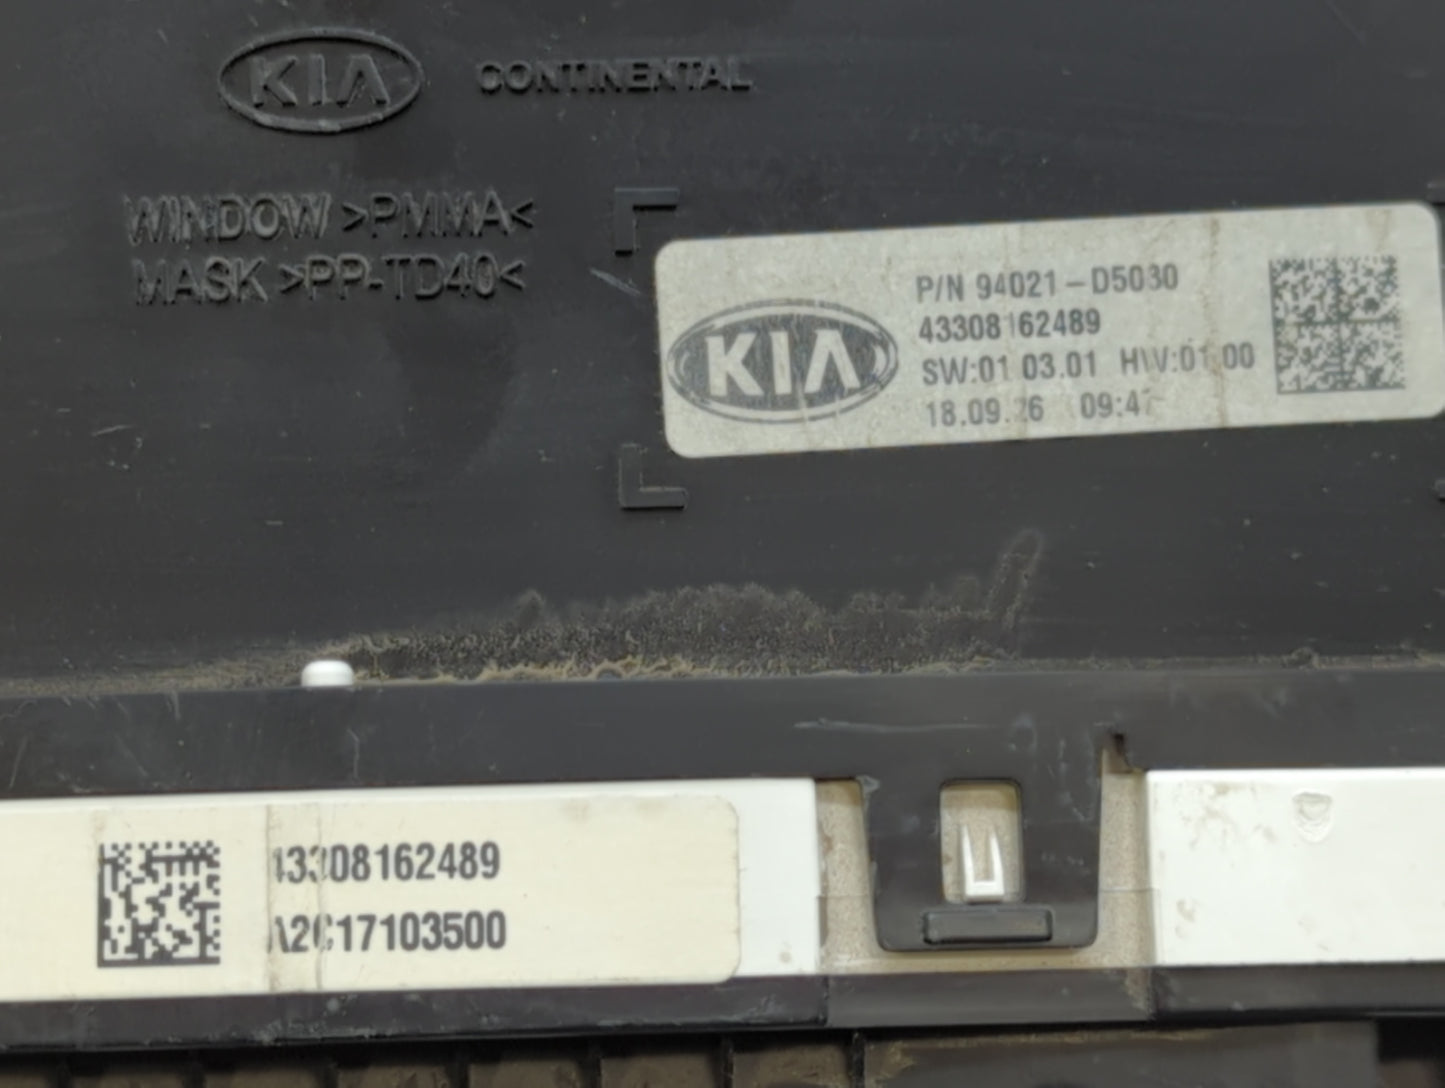 KIA CONTINENTAL
WINDOW >PMMA<
MASK >PP-TD40<
KIA
P/N 94021-D5030
43308162489
SW:01 03.01 HW:01.00
18.09.26 09:4
43308162489
A2C17103500